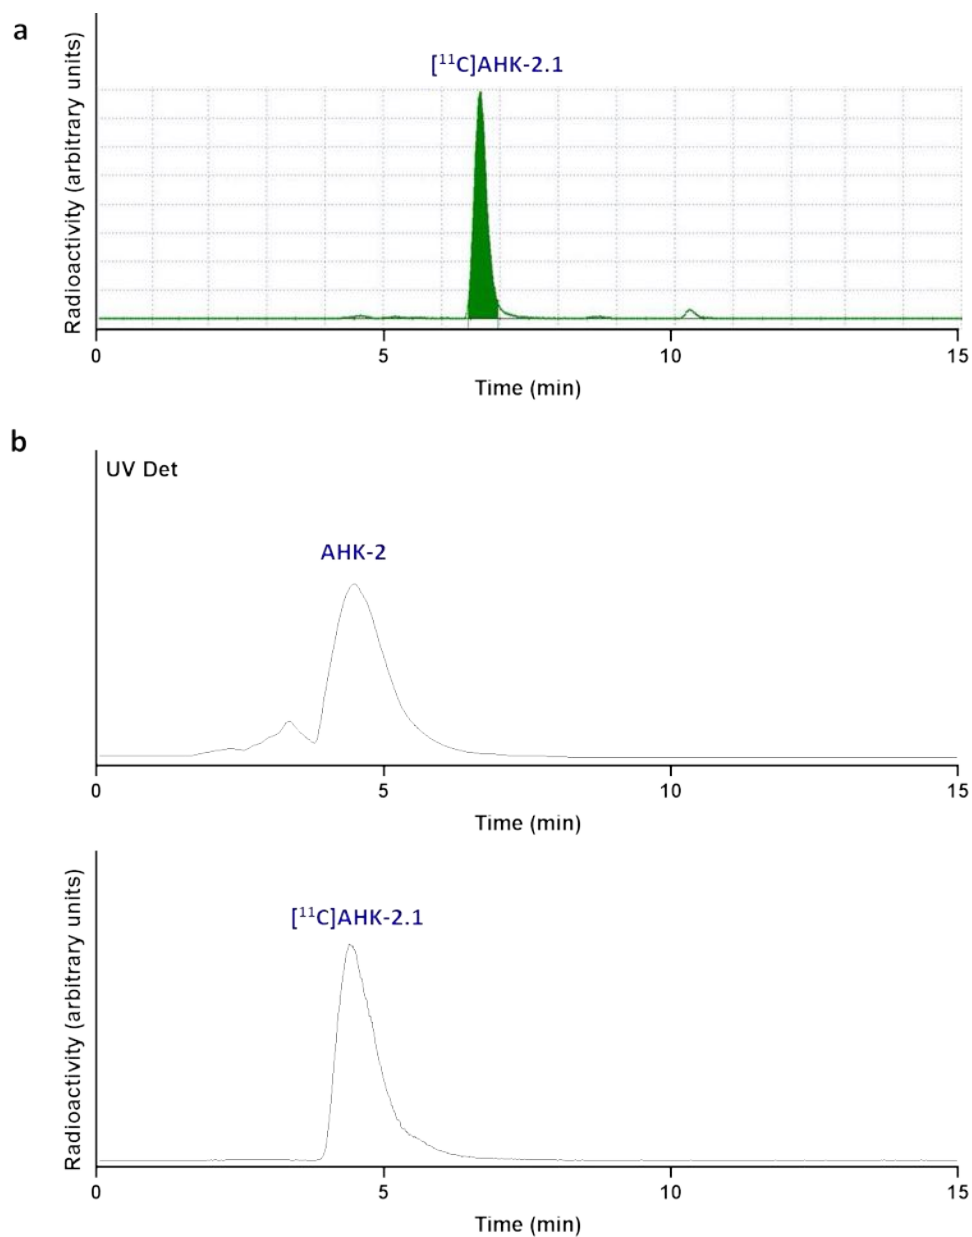 a
Radioactivity (arbitrary units)
[¹¹C]AHK-2.1
0 5 10 15
Time (min)
b
UV Det
AHK-2
0 5 10 15
Time (min)
Radioactivity (arbitrary units)
[¹¹C]AHK-2.1
0 5 10 15
Time (min)